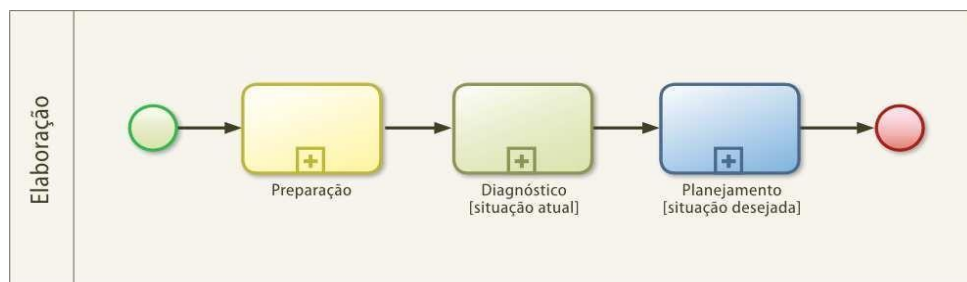 Elaboração
Preparação
Diagnóstico
[situação atual]
Planejamento
[situação desejada]